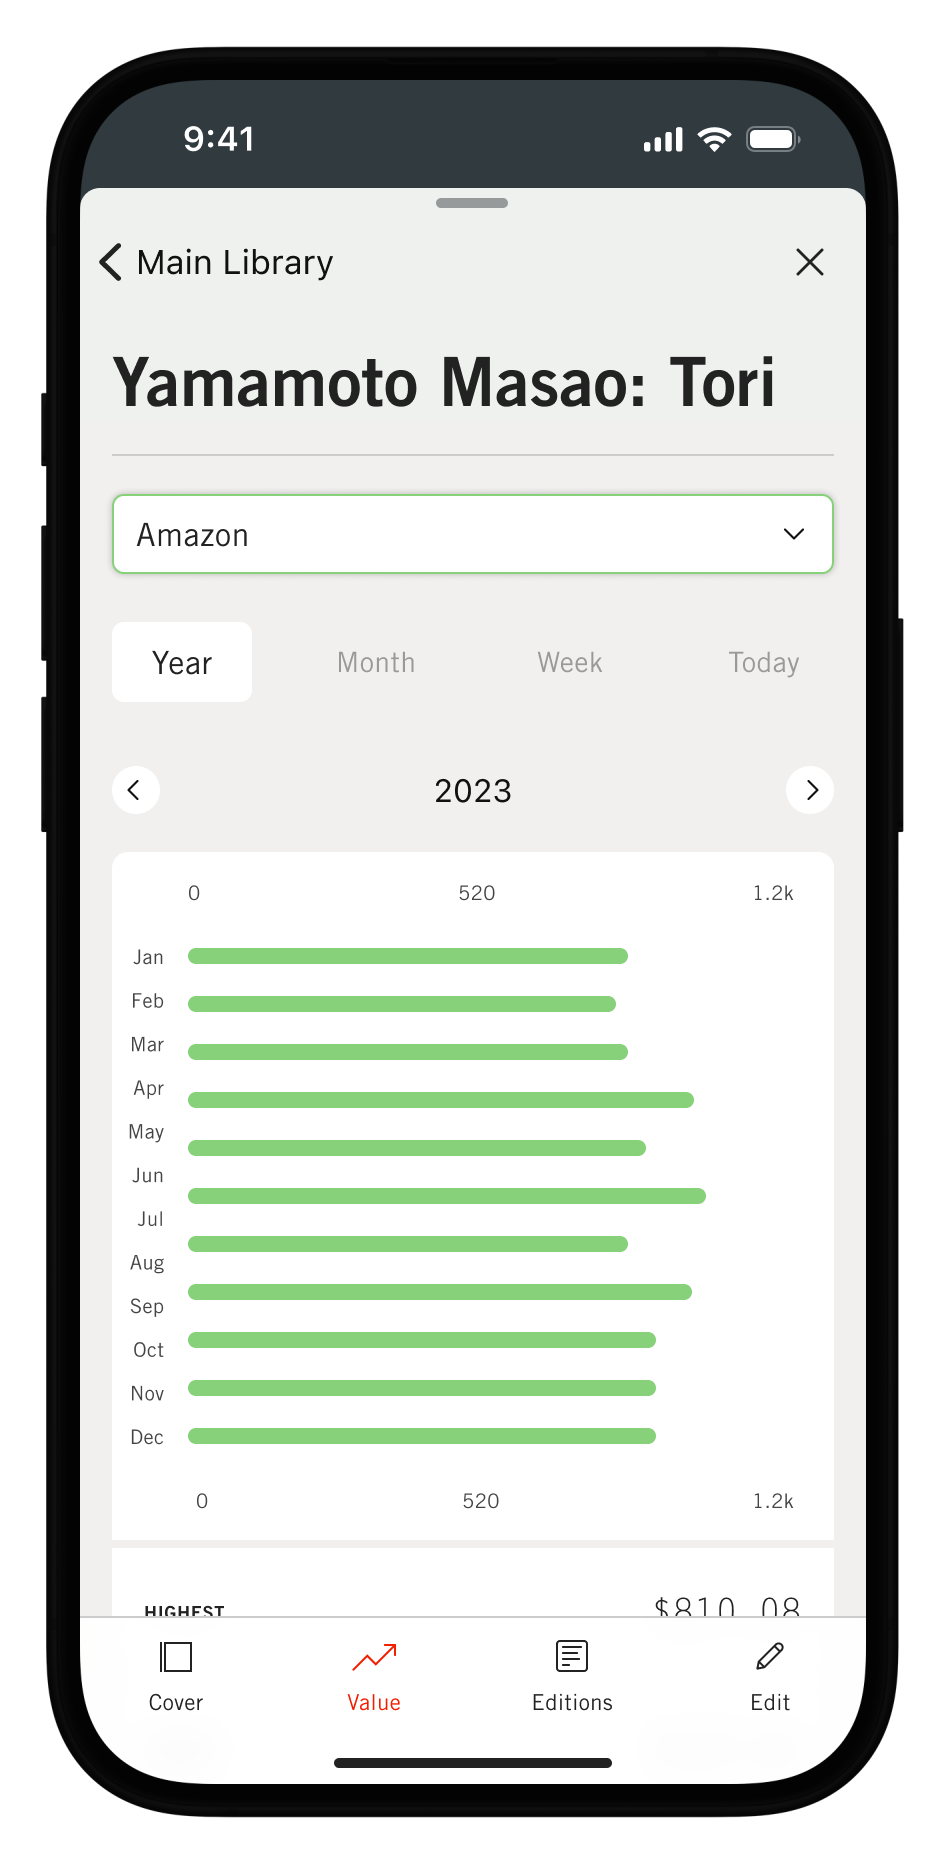 9:41
Main Library
Yamamoto Masao: Tori
Amazon
Year Month Week Today
2023
0 520 1.2k
Jan
Feb
Mar
Apr
May
Jun
Jul
Aug
Sep
Oct
Nov
Dec
0 520 1.2k
HIGHEST $810.08
Cover Value Editions Edit